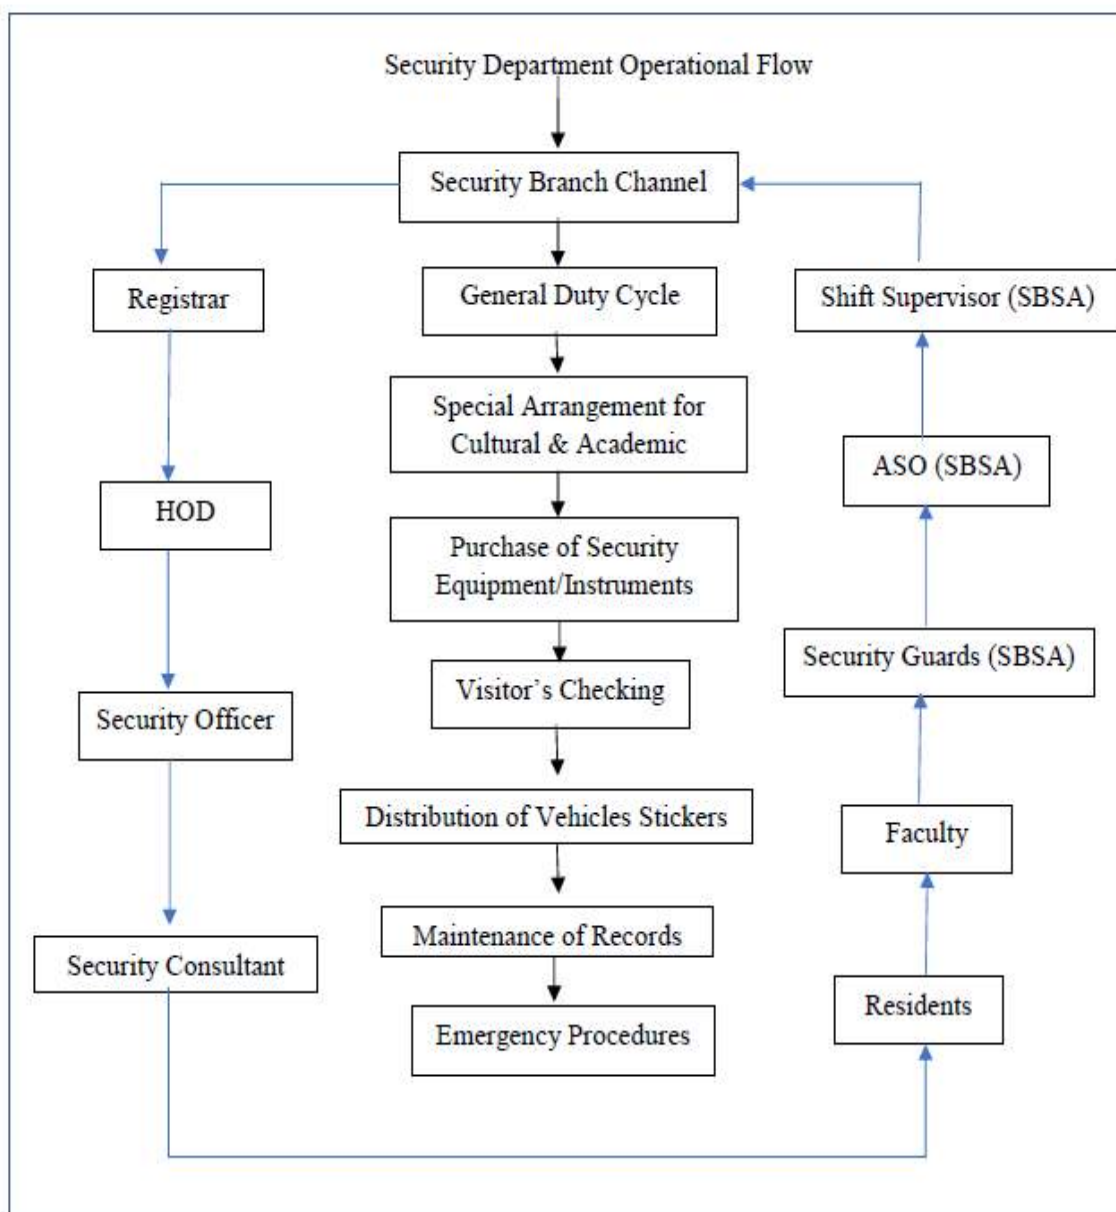 Security Department Operational Flow
Security Branch Channel
Registrar
General Duty Cycle
Shift Supervisor (SBSA)
Special Arrangement for
Cultural & Academic
ASO (SBSA)
HOD
Purchase of Security
Equipment/Instruments
Security Guards (SBSA)
Visitor's Checking
Security Officer
Distribution of Vehicles Stickers
Faculty
Maintenance of Records
Security Consultant
Residents
Emergency Procedures